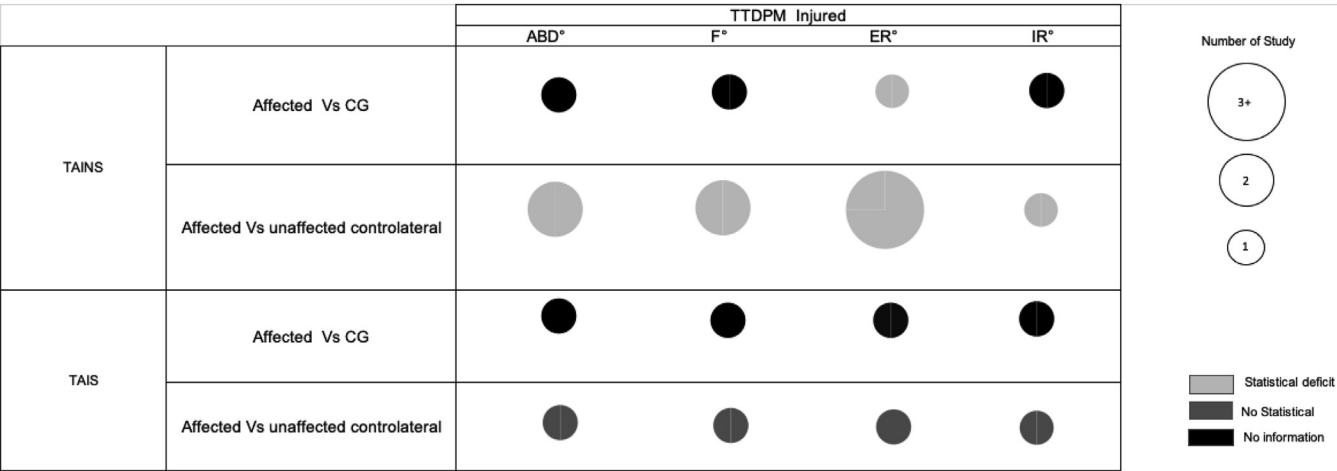 TTDPM Injured
ABD° F° ER° IR°
TAINS
Affected Vs CG
Affected Vs unaffected controlateral
TAIS
Affected Vs CG
Affected Vs unaffected controlateral
Number of Study
3+
2
1
Statistical deficit
No Statistical
No information